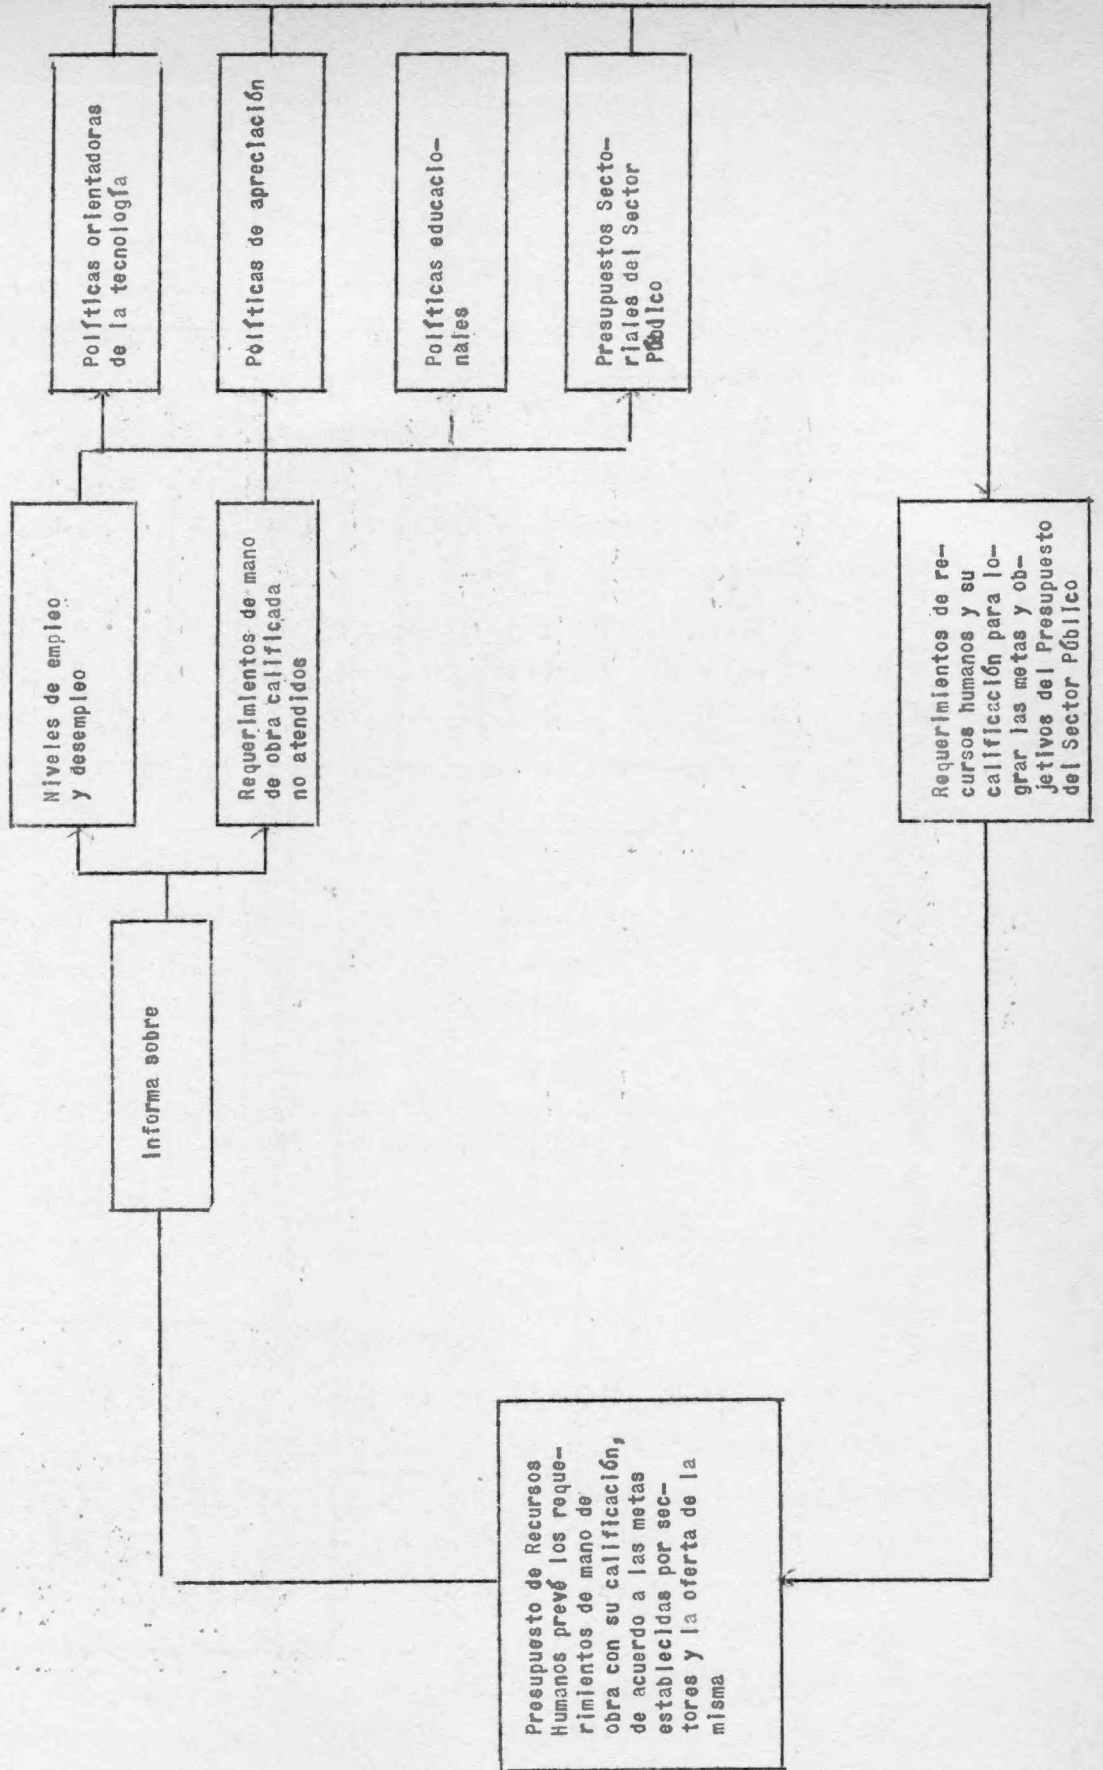 Presupuesto de Recursos
Humanos prevé los reque-
rimientos de mano de
obra con su calificación,
de acuerdo a las metas
establecidas por sec-
tores y la oferta de la
misma
Informa sobre
Niveles de empleo
y desempleo
Requerimientos de mano
de obra calificada
no atendidos
Políticas orientadoras
de la tecnología
Políticas de apreciación
Políticas educacio-
nales
Presupuestos Secto-
riales del Sector
Púbdico
Requerimientos de re-
cursos humanos y su
calificación para lo-
grar las metas y ob-
jetivos del Presupuesto
del Sector Público